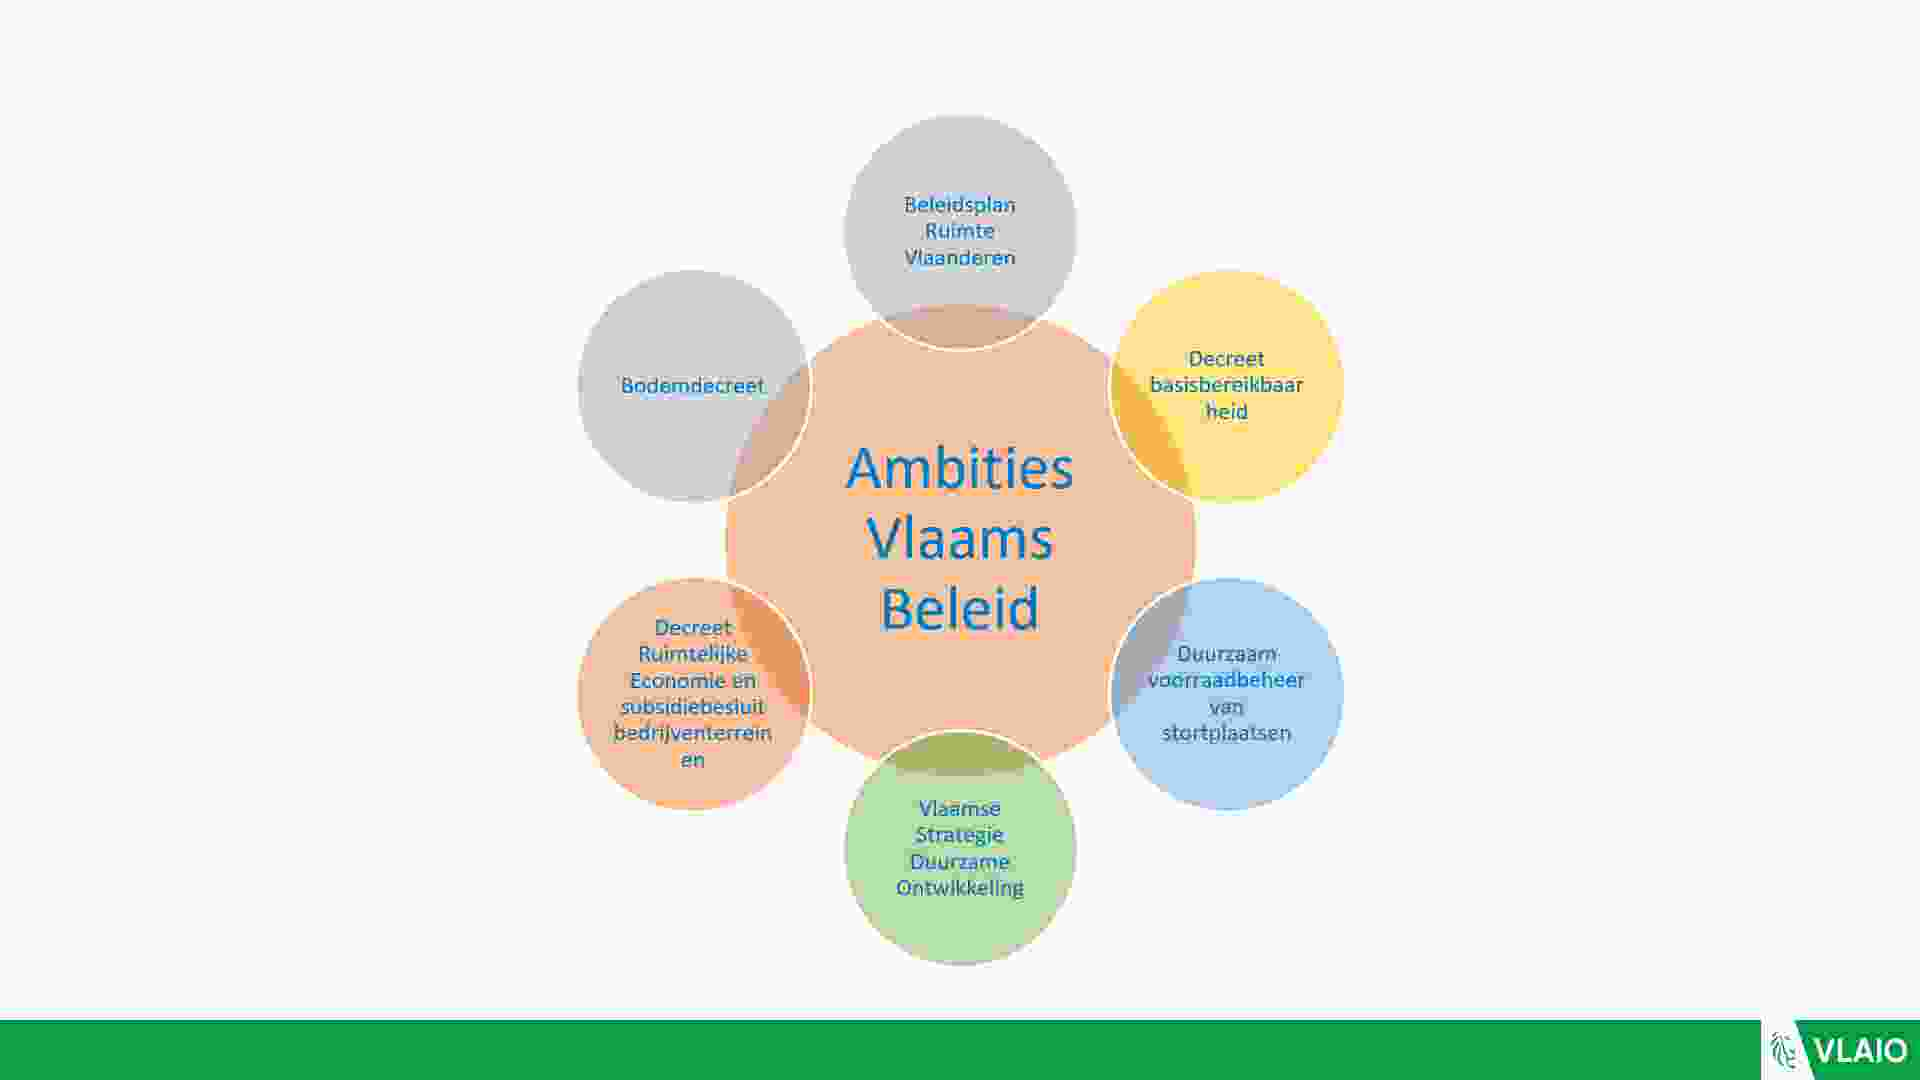 Beleidsplan
Ruimte
Vlaanderen
Decreet
basisbereikbaar
heid
Duurzaam
voorraadbeheer
van
stortplaatsen
Vlaamse
Strategie
Duurzame
Ontwikkeling
Decreet
Ruimtelijke
Economie en
subsidiebesluit
bedrijventerrein
en
Bodemdecreet
Ambities
Vlaams
Beleid
VLAIO